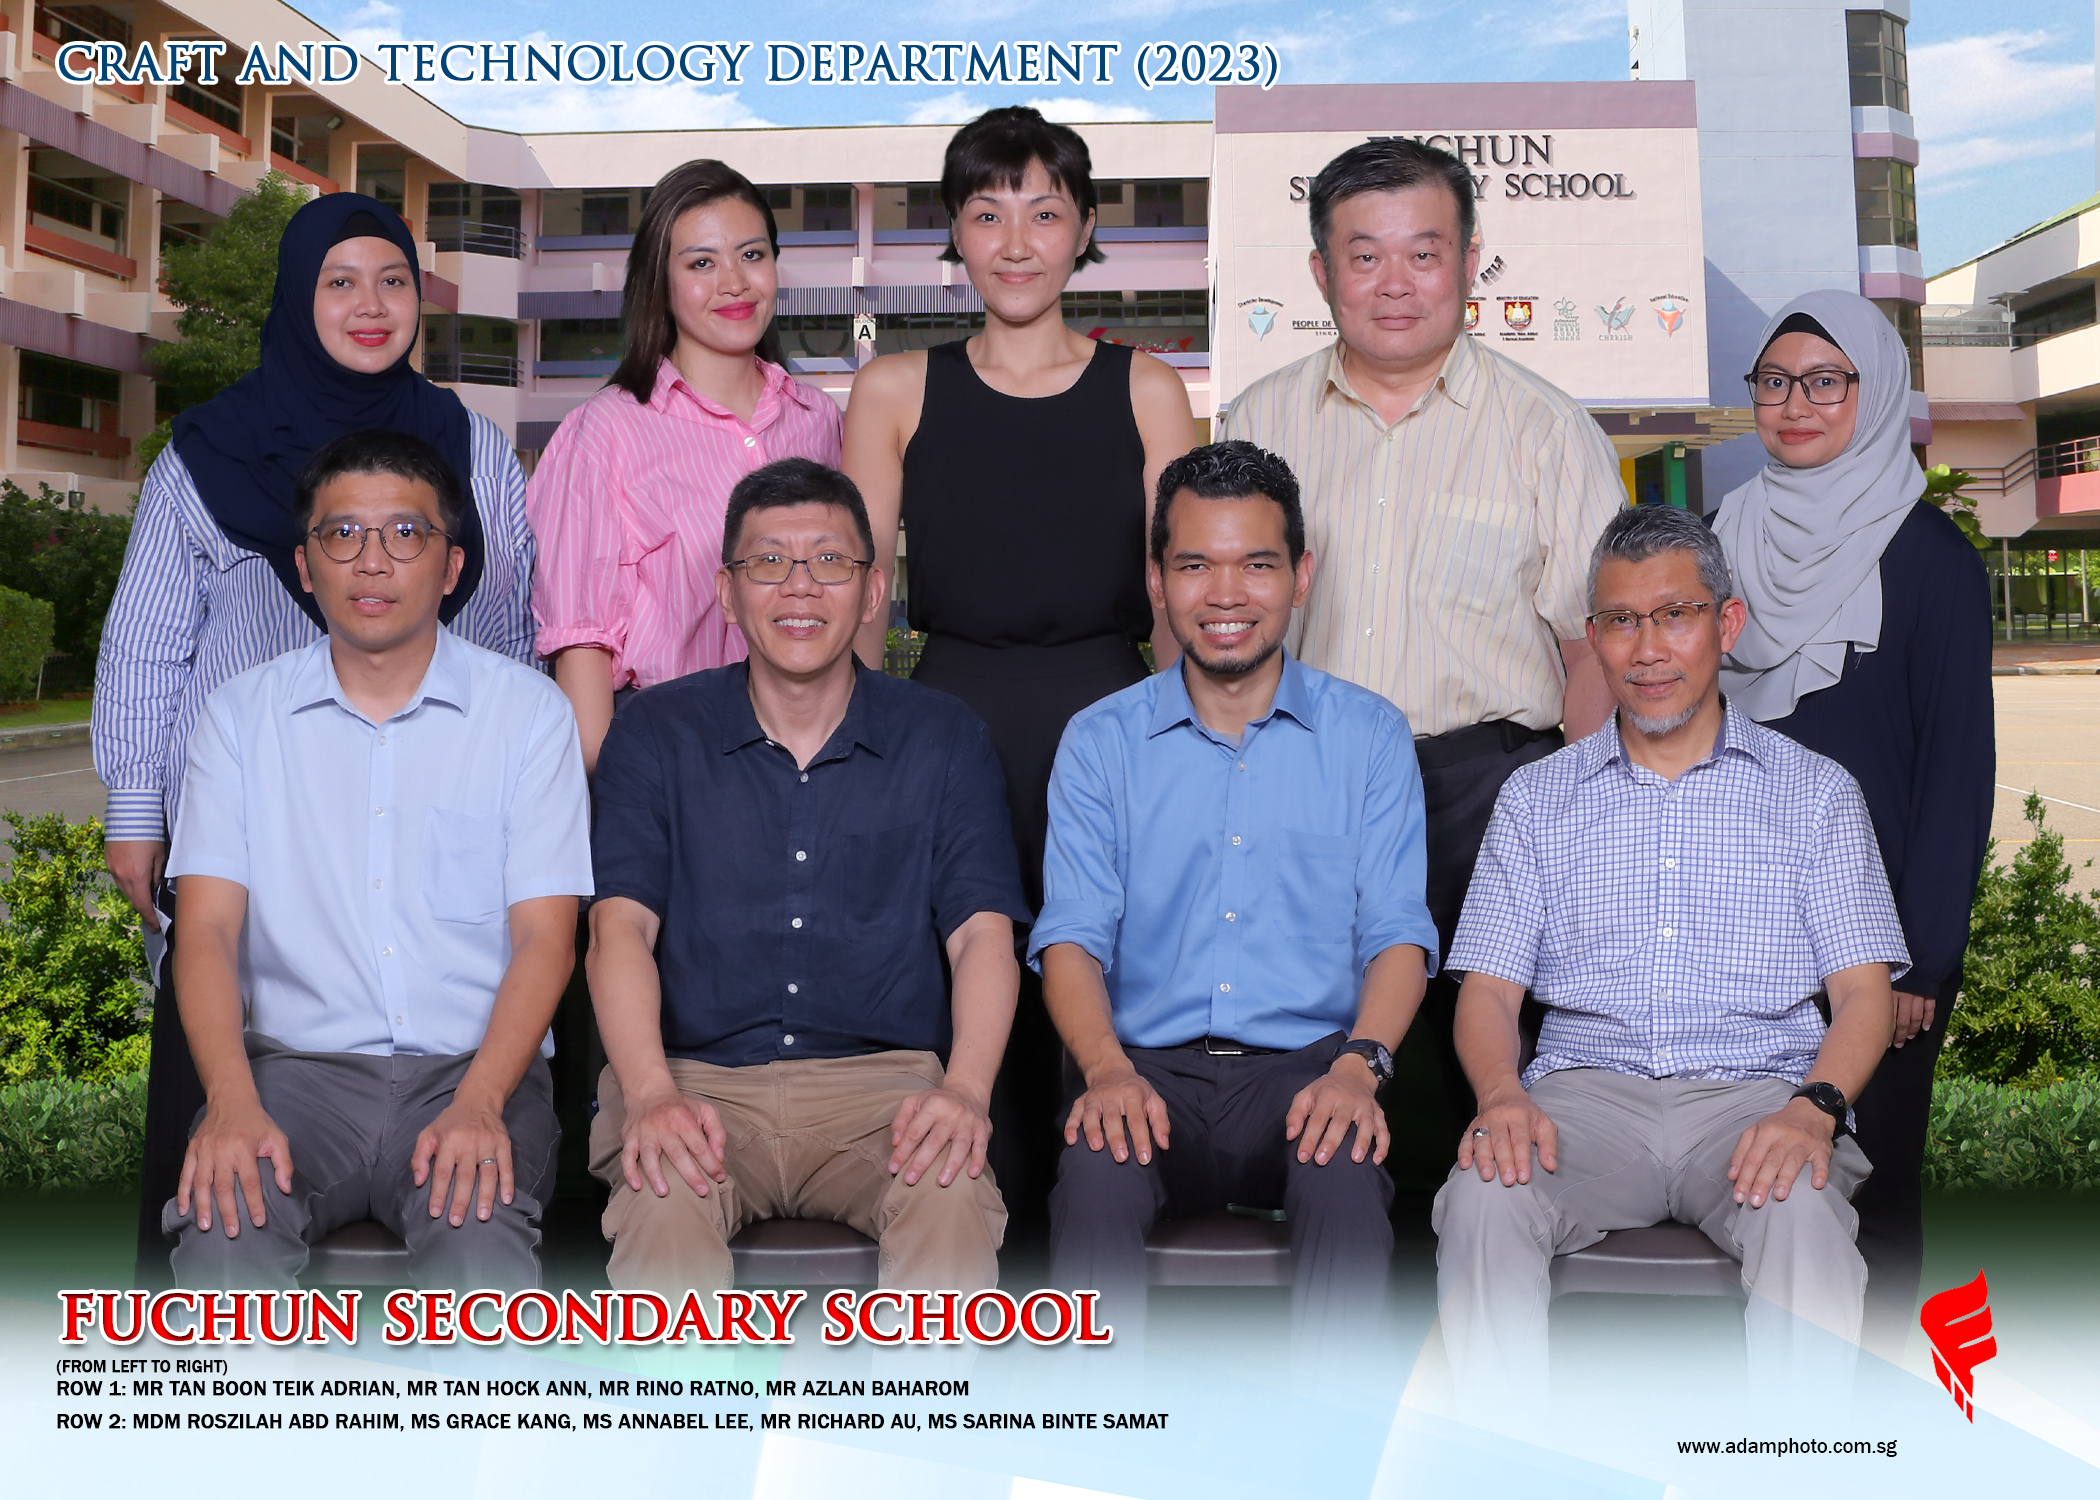 CRAFT AND TECHNOLOGY DEPARTMENT (2023)
SCHOOL
A
CHERISH
FUCHUN SECONDARY SCHOOL
(FROM LEFT TO RIGHT)
ROW 1: MR TAN BOON TEIK ADRIAN, MR TAN HOCK ANN, MR RINO RATNO, MR AZLAN BAHAROM
ROW 2: MDM ROSZILAH ABD RAHIM, MS GRACE KANG, MS ANNABEL LEE, MR RICHARD AU, MS SARINA BINTE SAMAT
www.adamphoto.com.sg